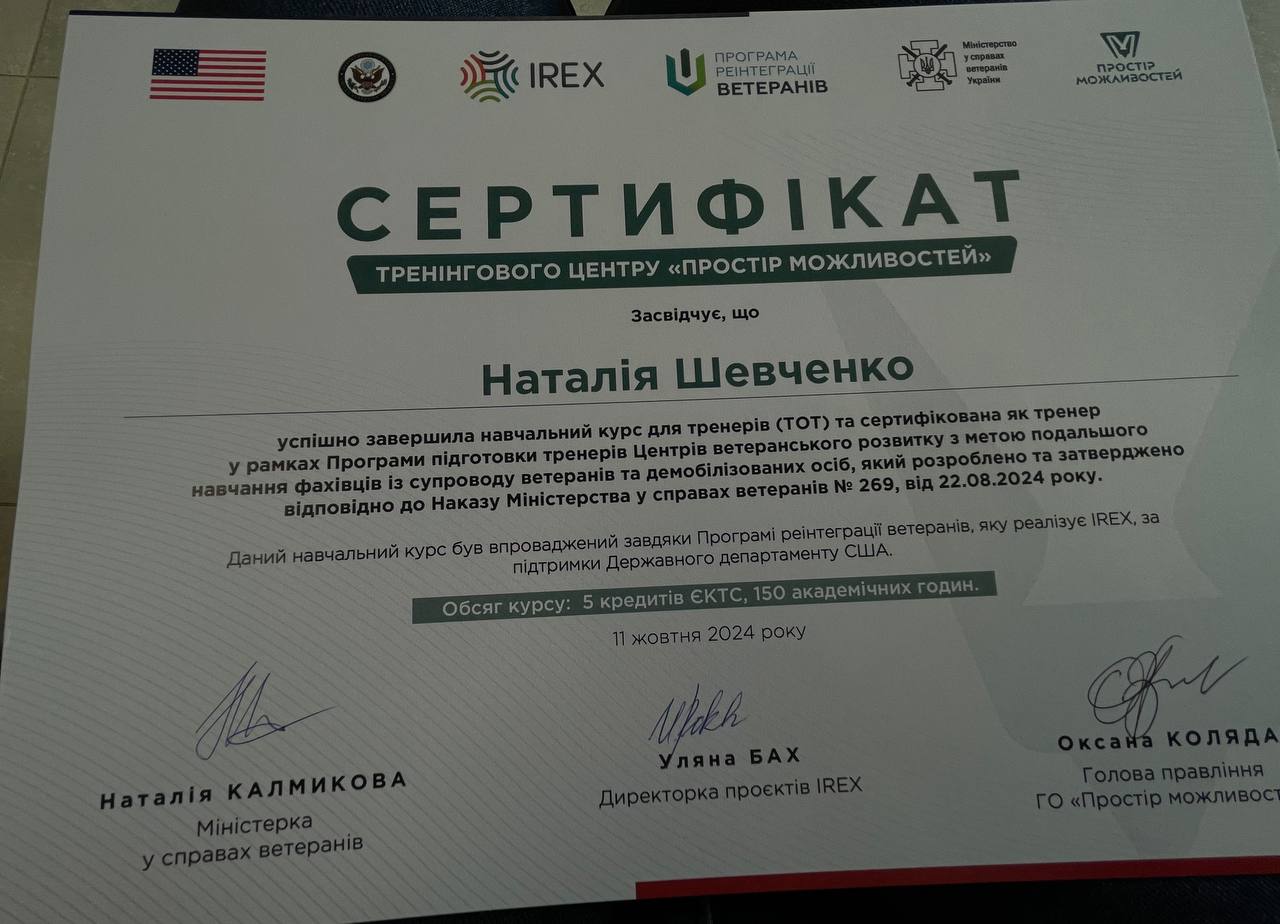 IREX
ПРОГРАМА
РЕІНТЕГРАЦІЇ
ВЕТЕРАНІВ
Міністерство
у справах
ветеранів
України
ПРОСТІР
МОЖЛИВОСТЕЙ
СЕРТИФІКАТ
ТРЕНІНГОВОГО ЦЕНТРУ «ПРОСТІР МОЖЛИВОСТЕЙ»
Засвідчує, що
Наталія Шевченко
успішно завершила навчальний курс для тренерів (ТОТ) та сертифікована як тренер
у рамках Програми підготовки тренерів Центрів ветеранського розвитку з метою подальшого
навчання фахівців із супроводу ветеранів та демобілізованих осіб, який розроблено та затверджено
відповідно до Наказу Міністерства у справах ветеранів № 269, від 22.08.2024 року.
Даний навчальний курс був впроваджений завдяки Програмі реінтеграції ветеранів, яку реалізує IREX, за
підтримки Державного департаменту США.
Обсяг курсу: 5 кредитів ЄКТС, 150 академічних годин.
11 жовтня 2024 року
Наталія КАЛМИКОВА
Міністерка
у справах ветеранів
Уляна БАХ
Директорка проєктів IREX
Оксана КОЛЯДА
Голова правління
ГО «Простір можливост